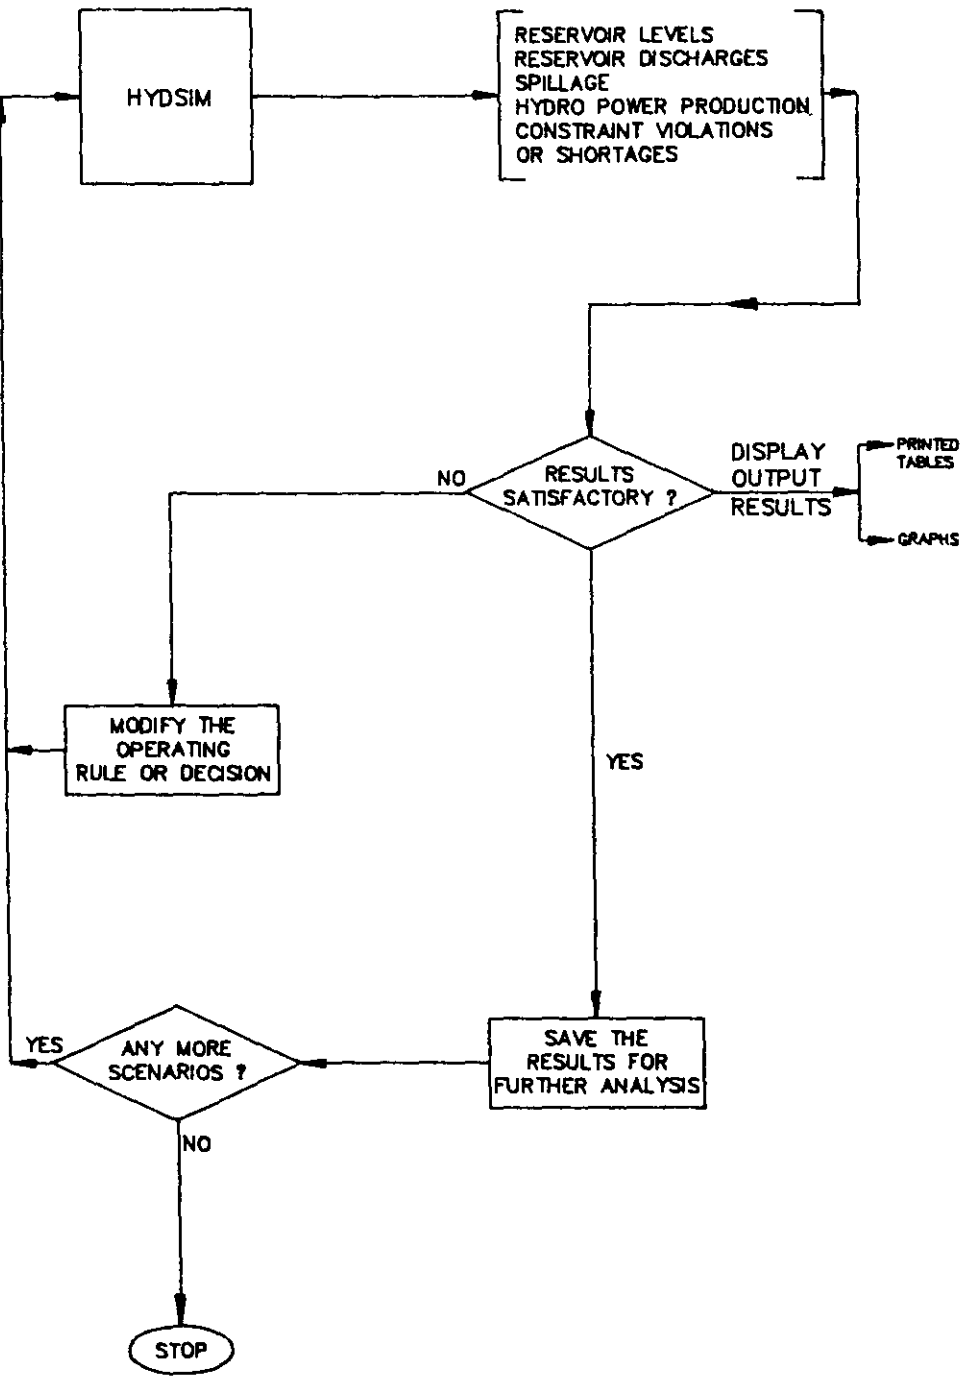 HYDSIM
RESERVOIR LEVELS
RESERVOIR DISCHARGES
SPILLAGE
HYDRO POWER PRODUCTION
CONSTRAINT VIOLATIONS
OR SHORTAGES
NO
RESULTS
SATISFACTORY ?
DISPLAY
OUTPUT
RESULTS
PRINTED
TABLES
GRAPHS
MODIFY THE
OPERATING
RULE OR DECISION
YES
YES
ANY MORE
SCENARIOS ?
SAVE THE
RESULTS FOR
FURTHER ANALYSIS
NO
STOP